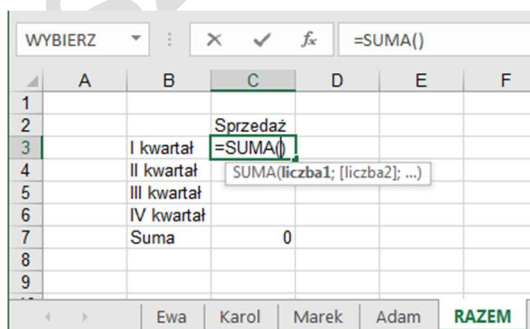 WYBIERZ fx =SUMA()
A B C D E F
1
2 Sprzedaż
3 I kwartał =SUMA()
4 II kwartał SUMA(liczba1; [liczba2]; ...)
5 III kwartał
6 IV kwartał
7 Suma 0
8
9
Ewa Karol Marek Adam RAZEM